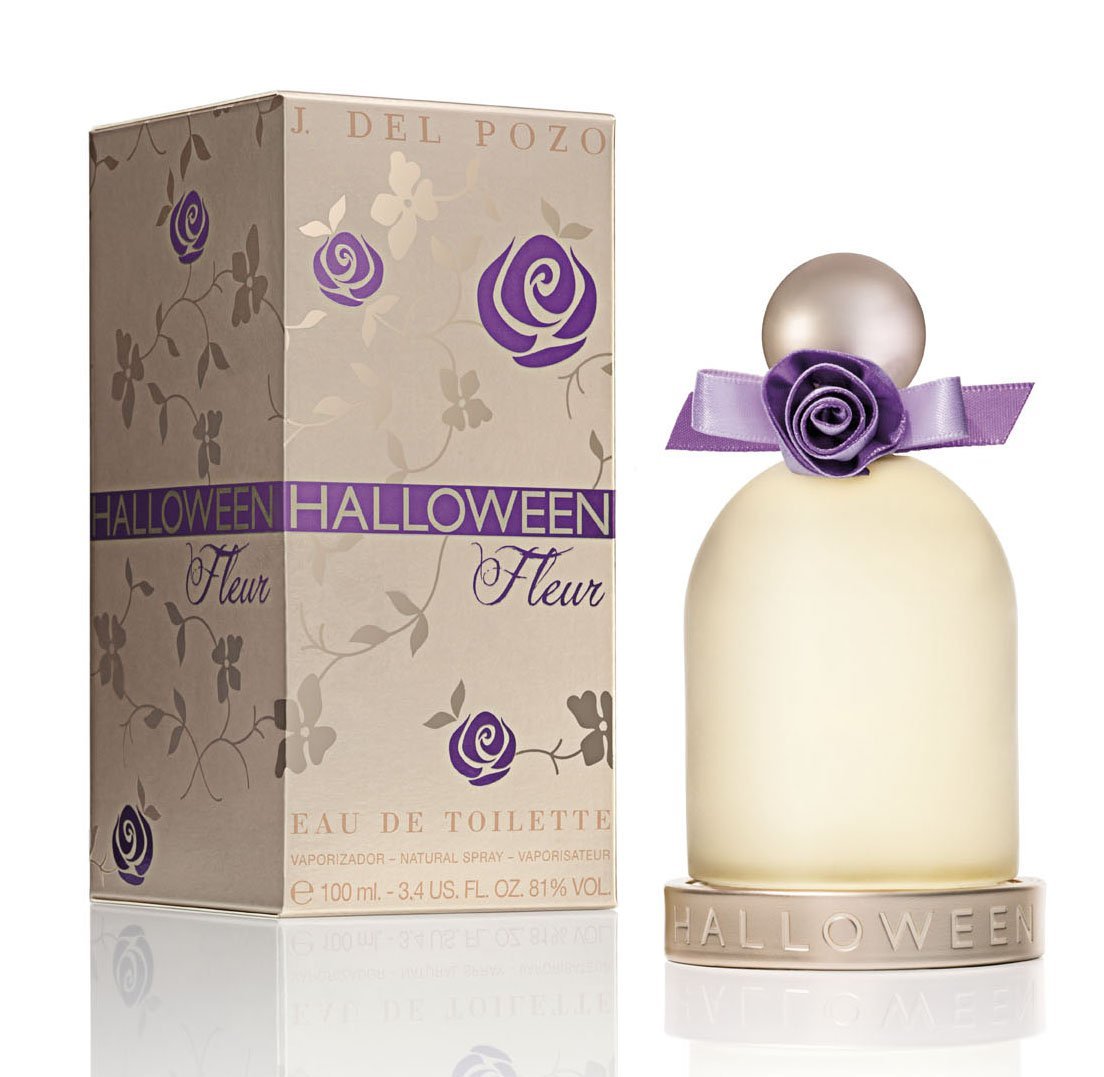 J. DEL POZO
HALLOWEEN
Fleur
HALLOWEEN
Fleur
EAU DE TOILETTE
VAPORIZADOR – NATURAL SPRAY – VAPORISATEUR
℮ 100 ml. - 3.4 US. FL. OZ. 81% VOL.
HALLOWEEN